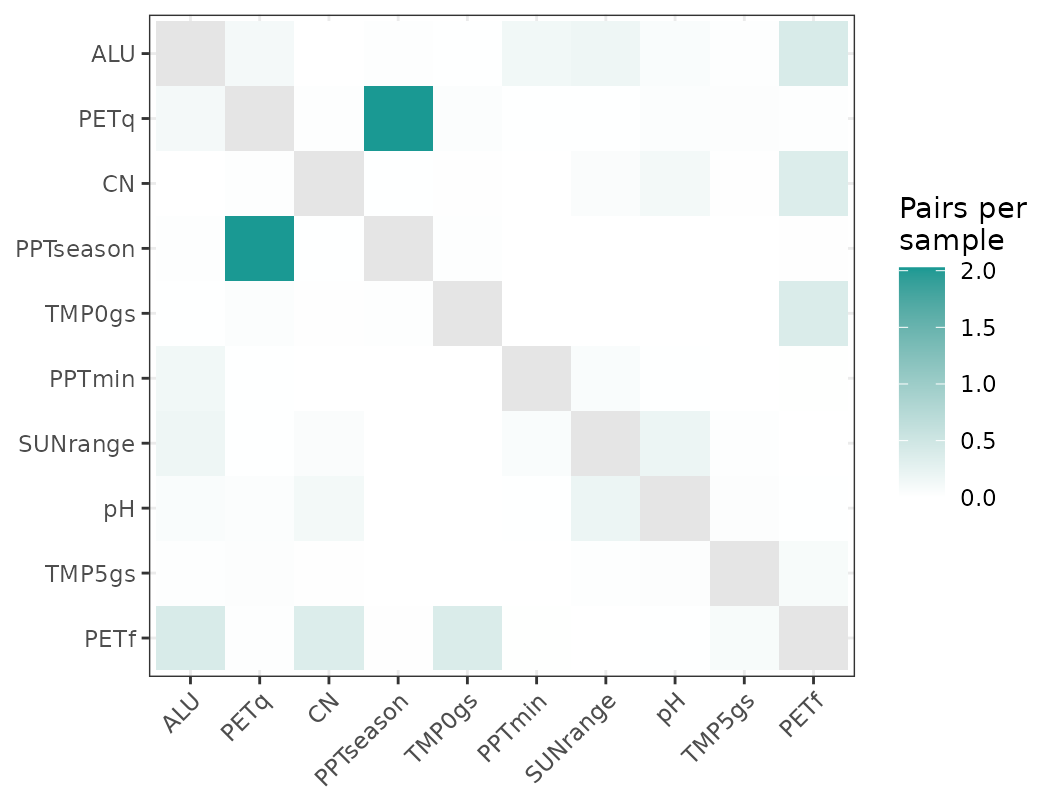 ALU
PETq
CN
PPTseason
TMP0gs
PPTmin
SUNrange
pH
TMP5gs
PETf
ALU
PETq
CN
PPTseason
TMP0gs
PPTmin
SUNrange
pH
TMP5gs
PETf
Pairs per
sample
2.0
1.5
1.0
0.5
0.0